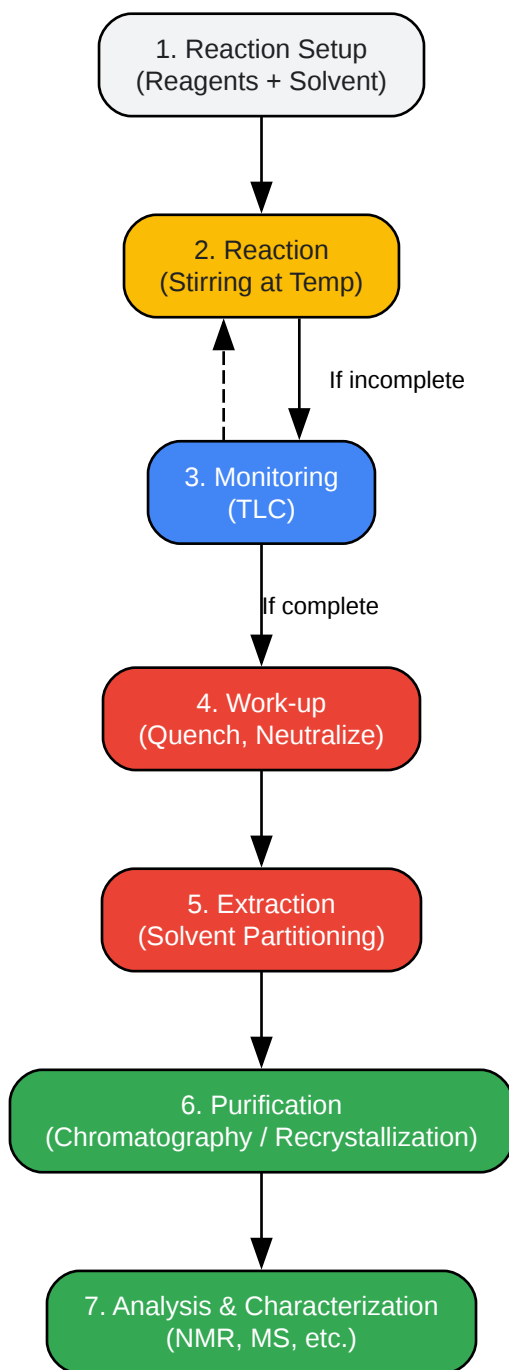 1. Reaction Setup
(Reagents + Solvent)
2. Reaction
(Stirring at Temp)
If incomplete
3. Monitoring
(TLC)
If complete
4. Work-up
(Quench, Neutralize)
5. Extraction
(Solvent Partitioning)
6. Purification
(Chromatography / Recrystallization)
7. Analysis & Characterization
(NMR, MS, etc.)